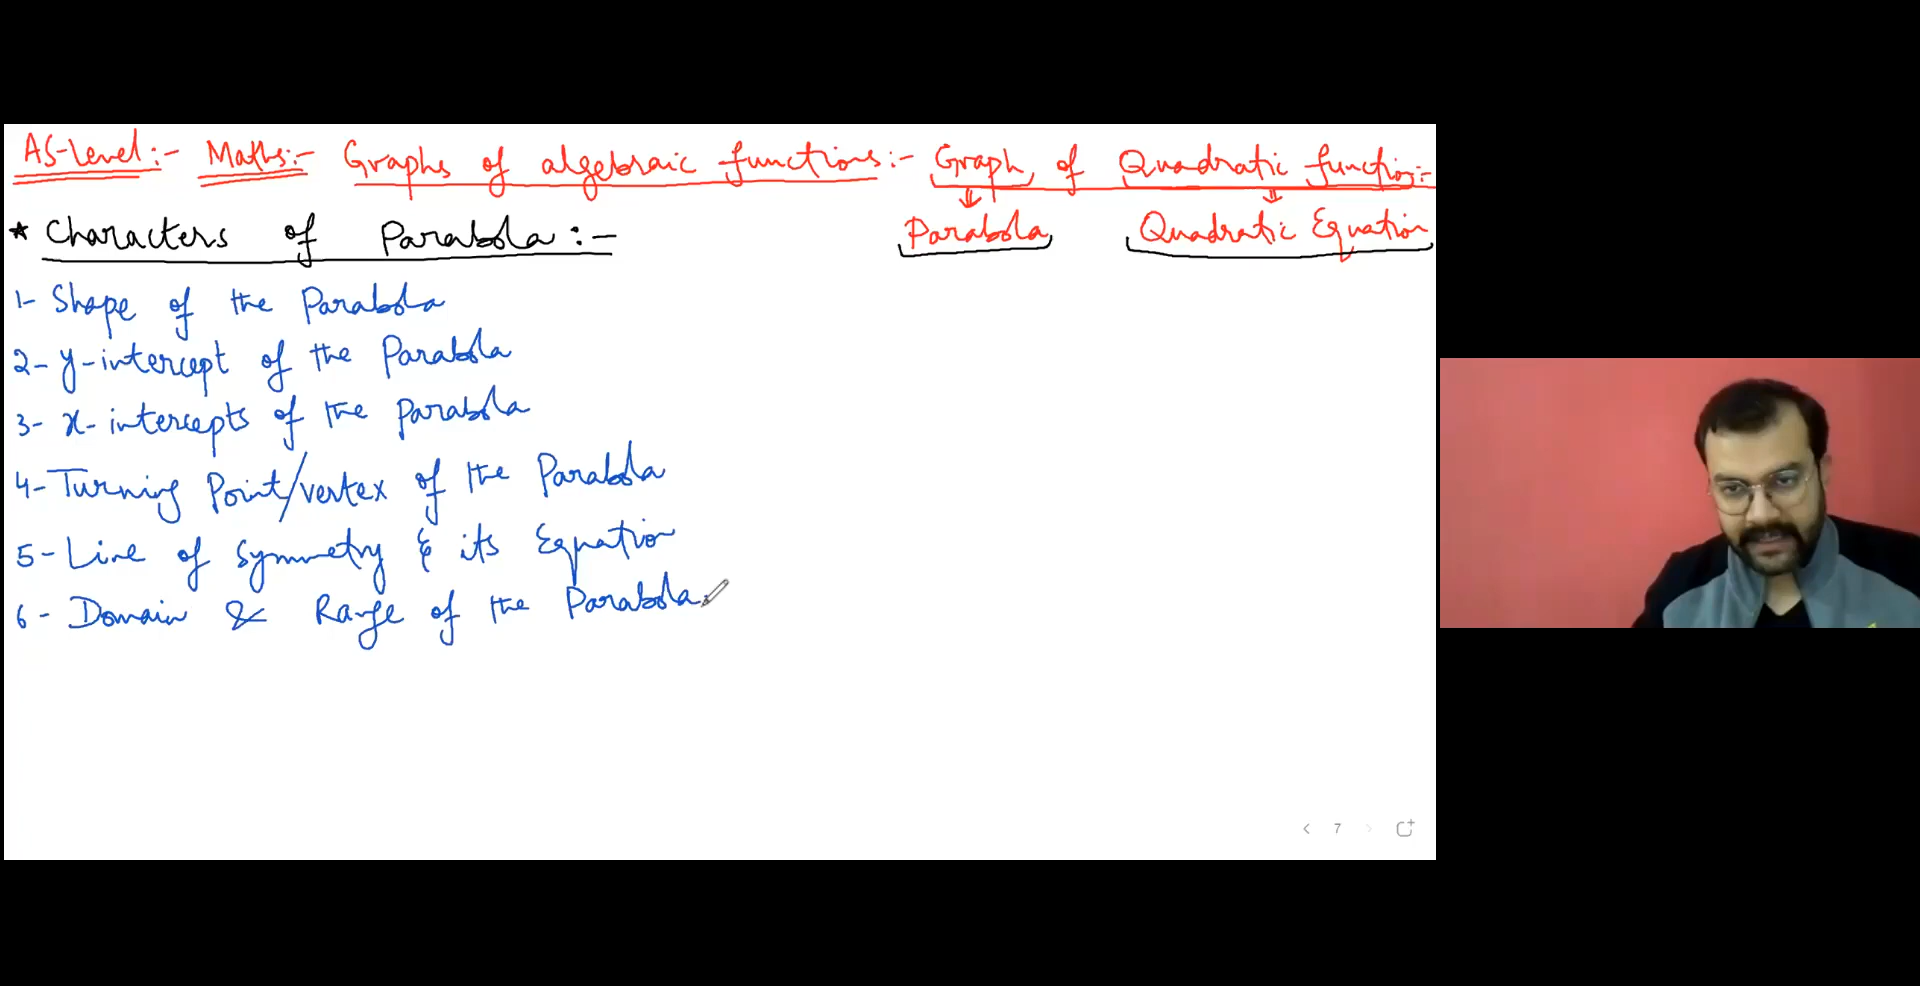 AS-Level:- Maths:- Graphs of algebraic functions:- Graph of Quadratic function:-
* Characters of Parabola:- Parabola Quadratic Equation
1- Shape of the Parabola
2- y-intercept of the Parabola
3- x-intercepts of the Parabola
4- Turning Point/vertex of the Parabola
5- Line of symmetry & its Equation
6- Domain & Range of the Parabola.
7